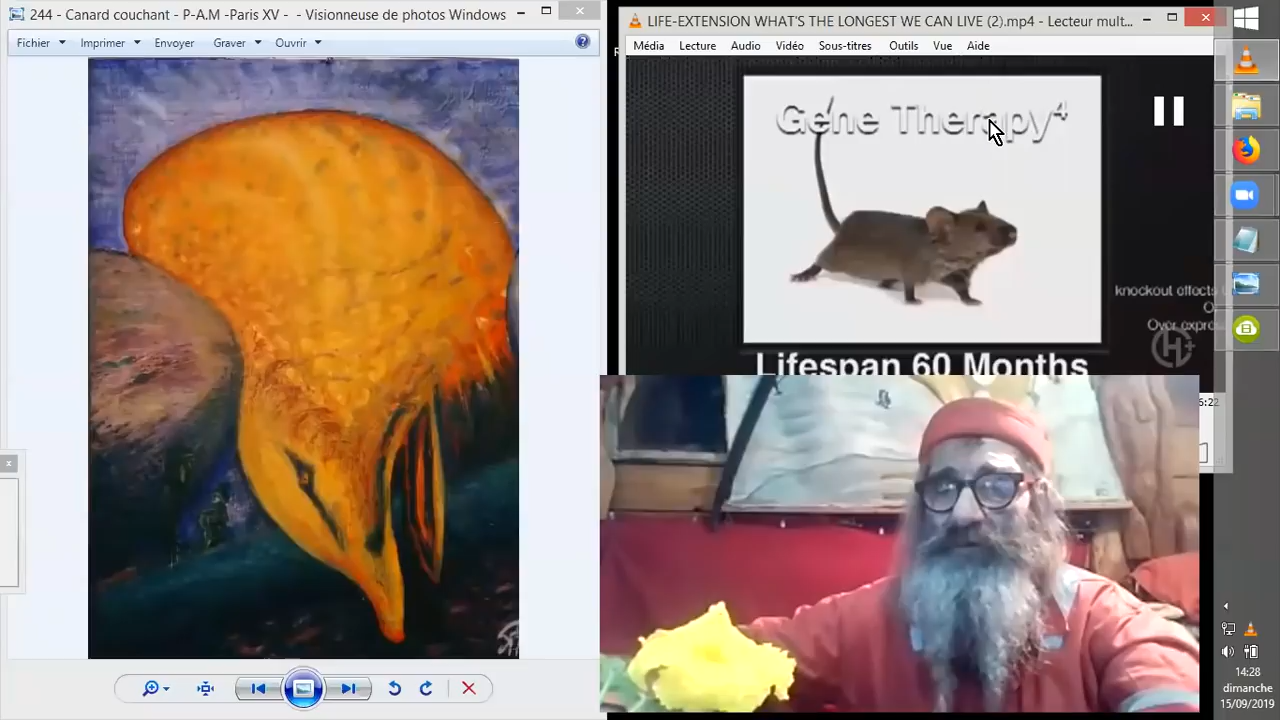 244 - Canard couchant - P-A-M -Paris XV - - Visionneuse de photos Windows
Fichier Imprimer Envoyer Graver Ouvrir
LIFE-EXTENSION WHAT'S THE LONGEST WE CAN LIVE (2).mp4 - Lecteur mult...
Média Lecture Audio Vidéo Sous-titres Outils Vue Aide
Gene Therapy⁴
knockout effects
Over expre
Lifespan 60 Months
6:22
14:28
dimanche
15/09/2019